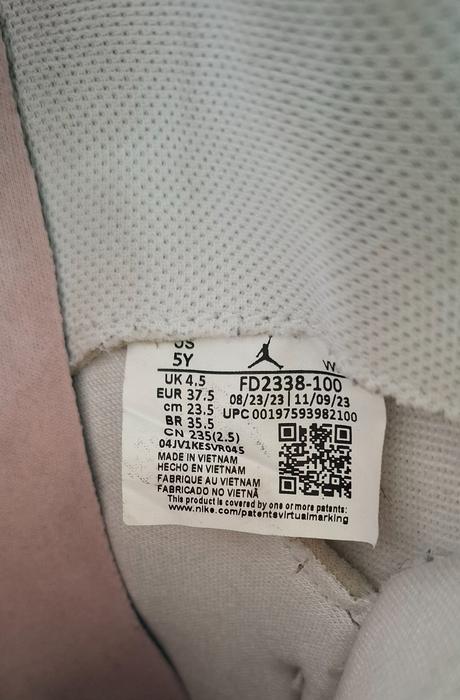 US
5Y
W
UK 4.5
FD2338-100
EUR 37.5
08/23/23 | 11/09/23
cm 23.5
UPC 00197593982100
BR 35.5
CN 235(2.5)
04JV1KESVR045
MADE IN VIETNAM
HECHO EN VIETNAM
FABRIQUE AU VIETNAM
FABRICADO NO VIETNÃ
This product is covered by one or more patents:
www.nike.com/patentsvirtualmarking